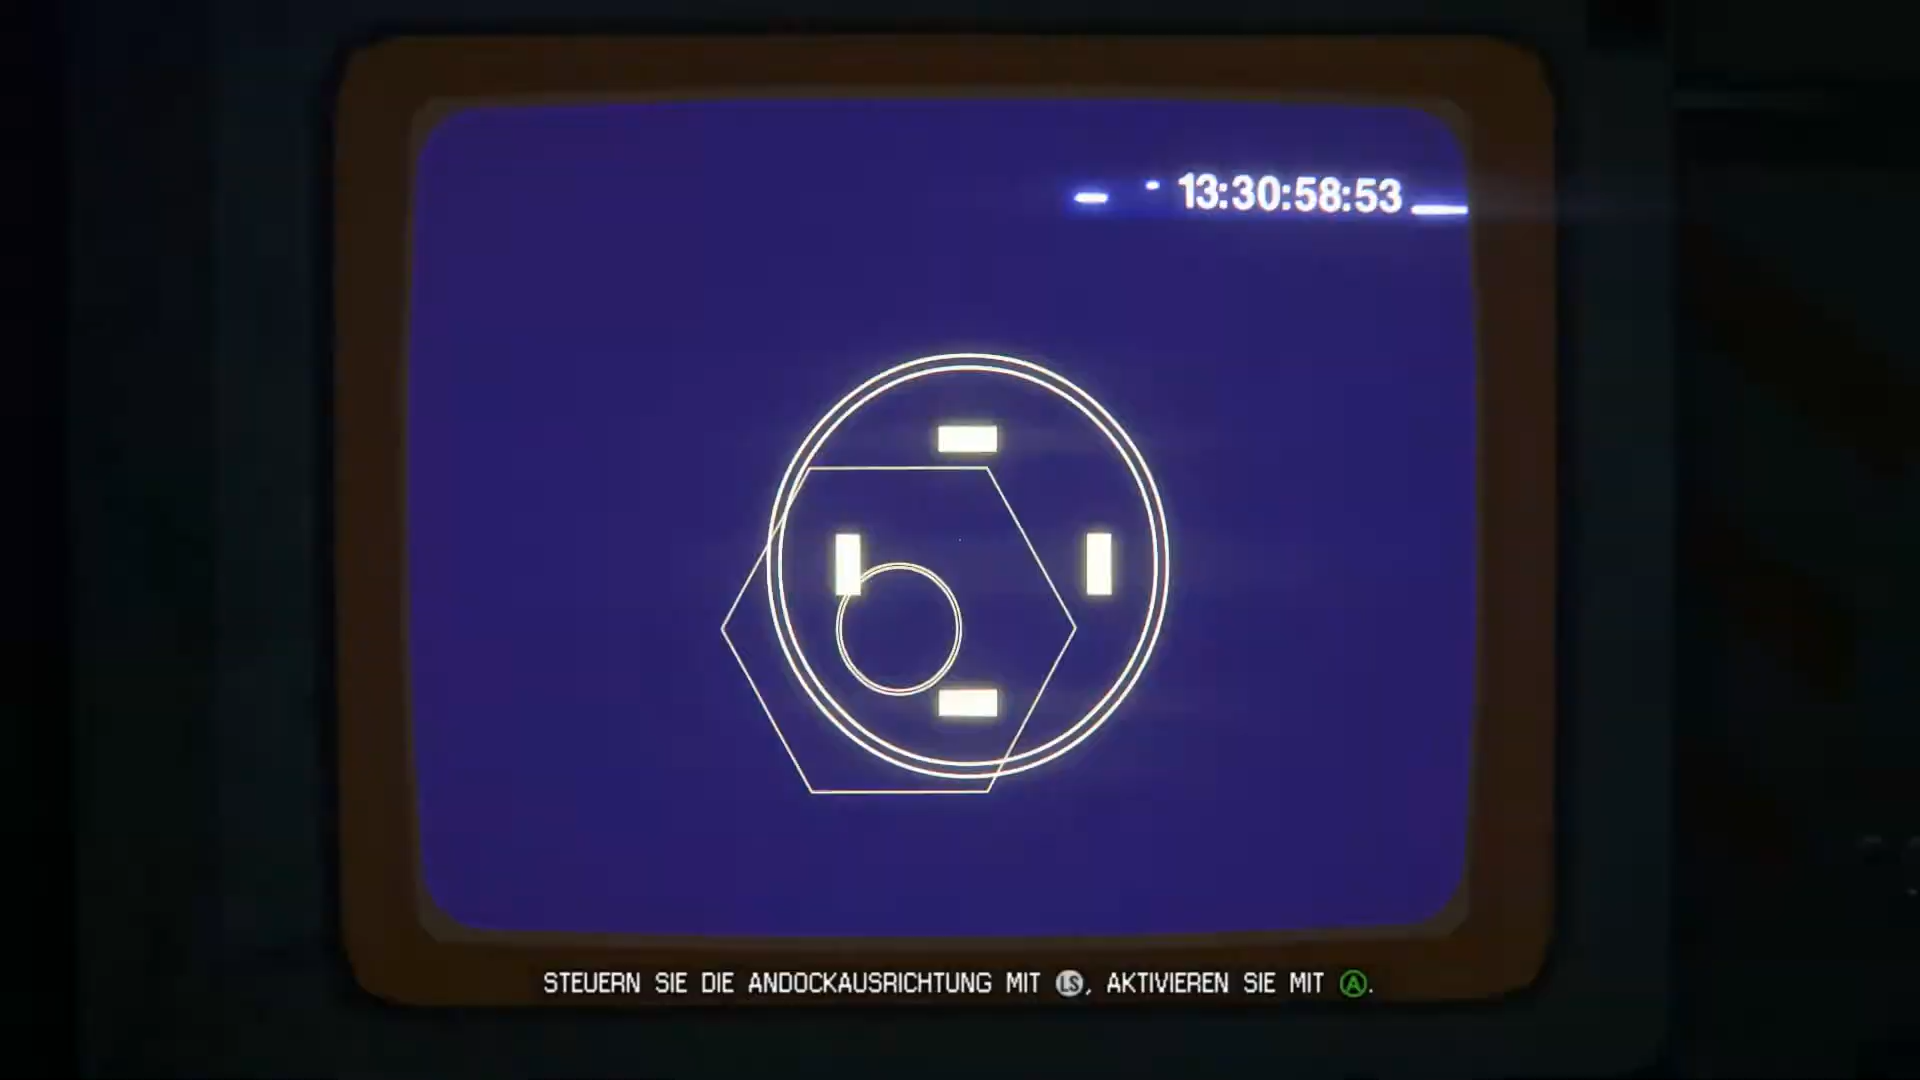 13:30:58:53
STEUERN SIE DIE ANDOCKAUSRICHTUNG MIT LS, AKTIVIEREN SIE MIT A.